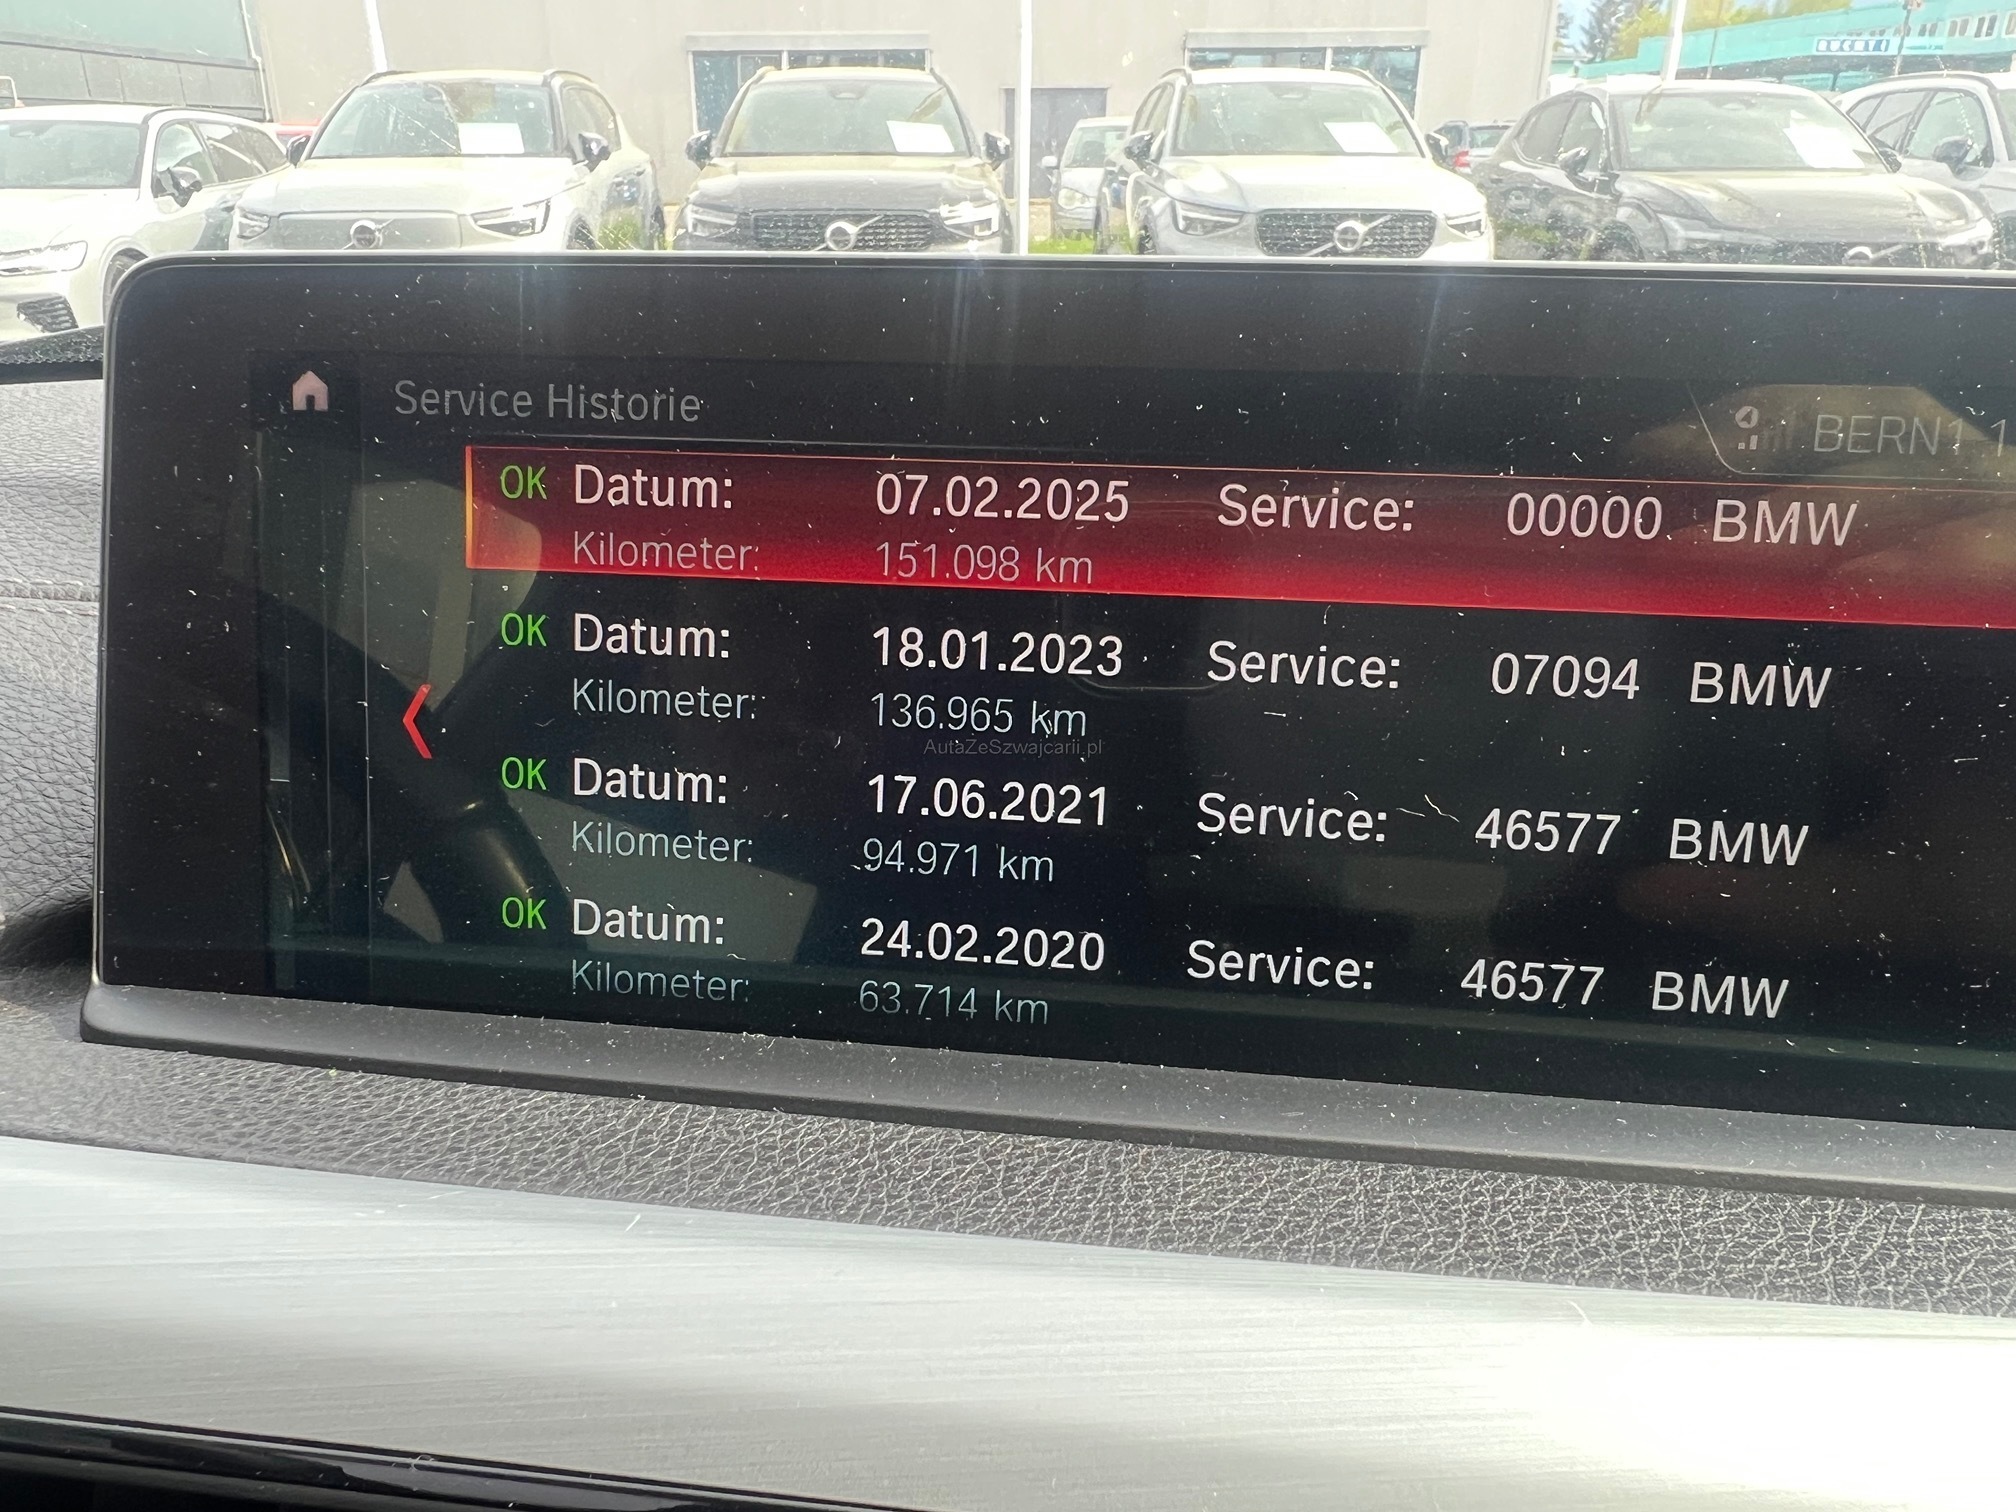 Service Historie
BERN1
OK Datum: 07.02.2025 Service: 00000 BMW
Kilometer: 151.098 km
OK Datum: 18.01.2023 Service: 07094 BMW
Kilometer: 136.965 km
AutaZeSzwajcarii.pl
OK Datum: 17.06.2021 Service: 46577 BMW
Kilometer: 94.971 km
OK Datum: 24.02.2020 Service: 46577 BMW
Kilometer: 63.714 km